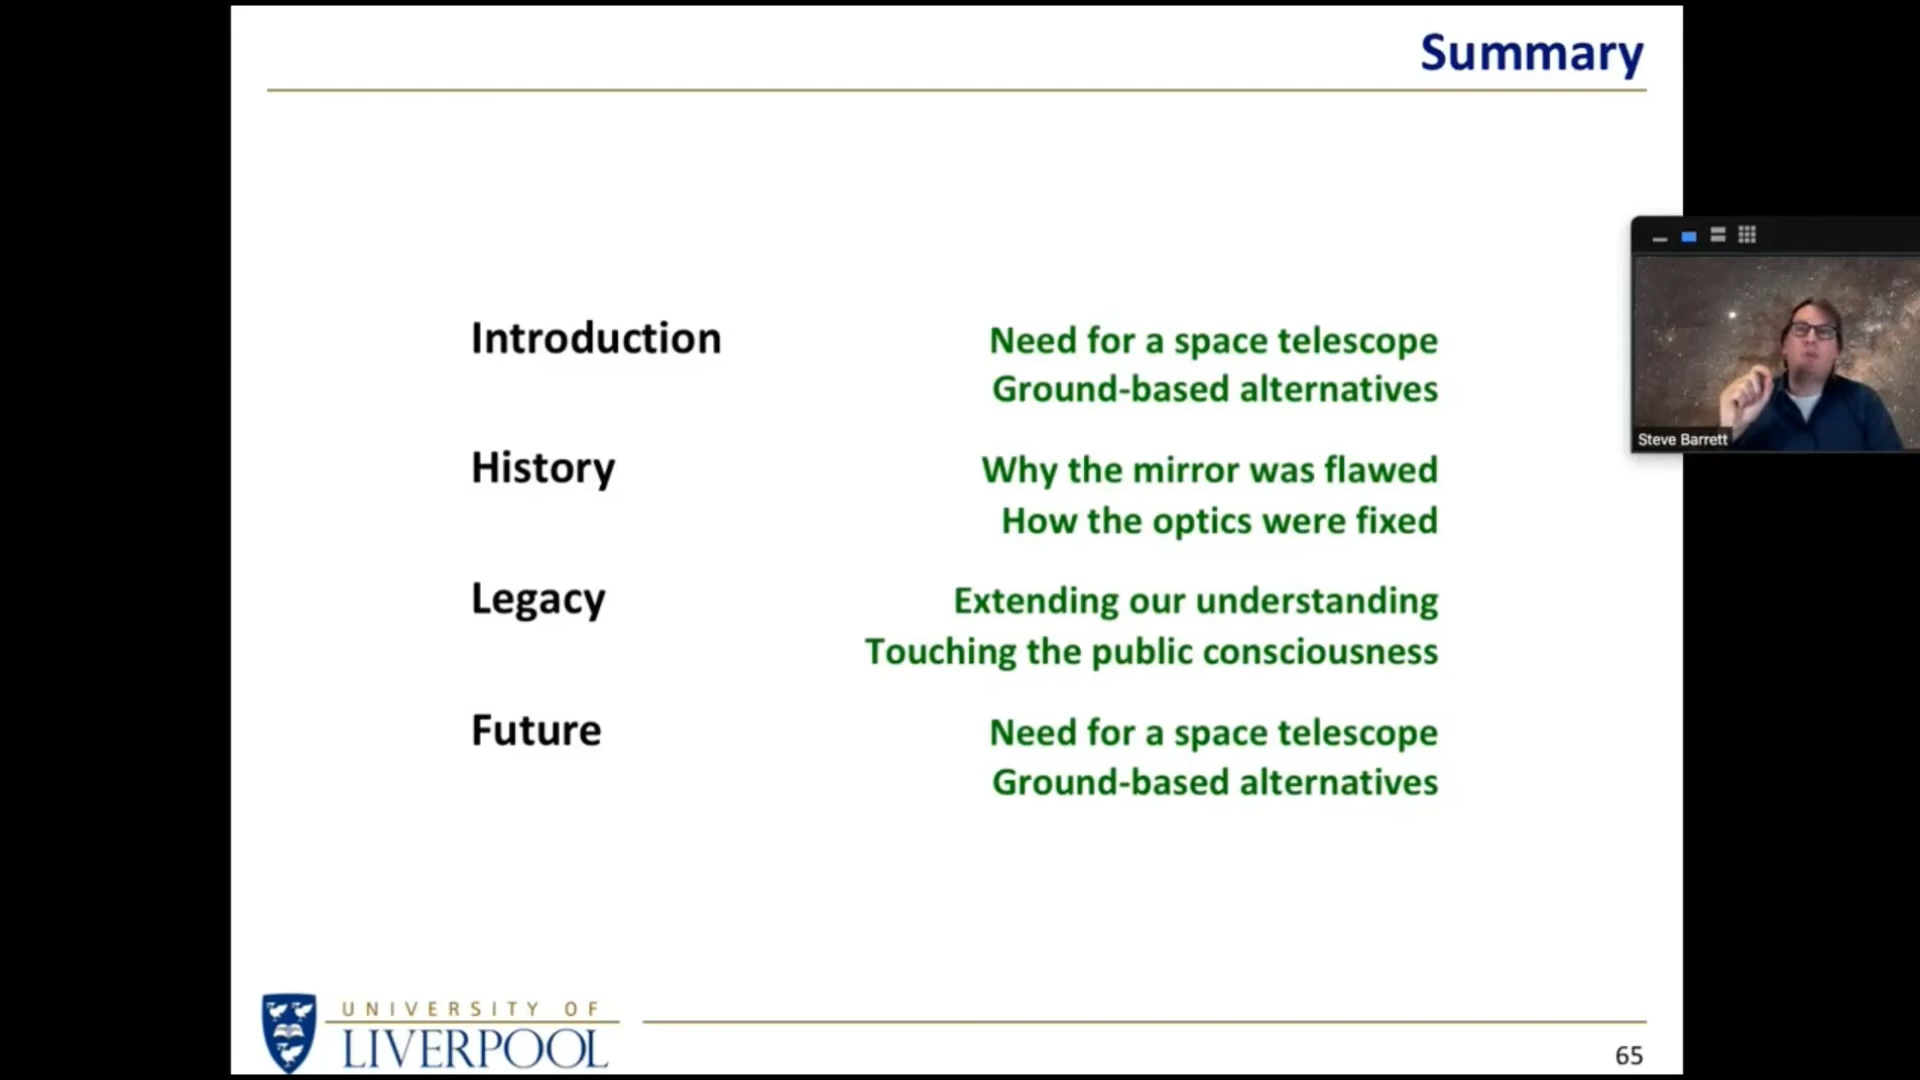 Summary
Introduction
Need for a space telescope
Ground-based alternatives
History
Why the mirror was flawed
How the optics were fixed
Legacy
Extending our understanding
Touching the public consciousness
Future
Need for a space telescope
Ground-based alternatives
Steve Barrett
UNIVERSITY OF
LIVERPOOL
65